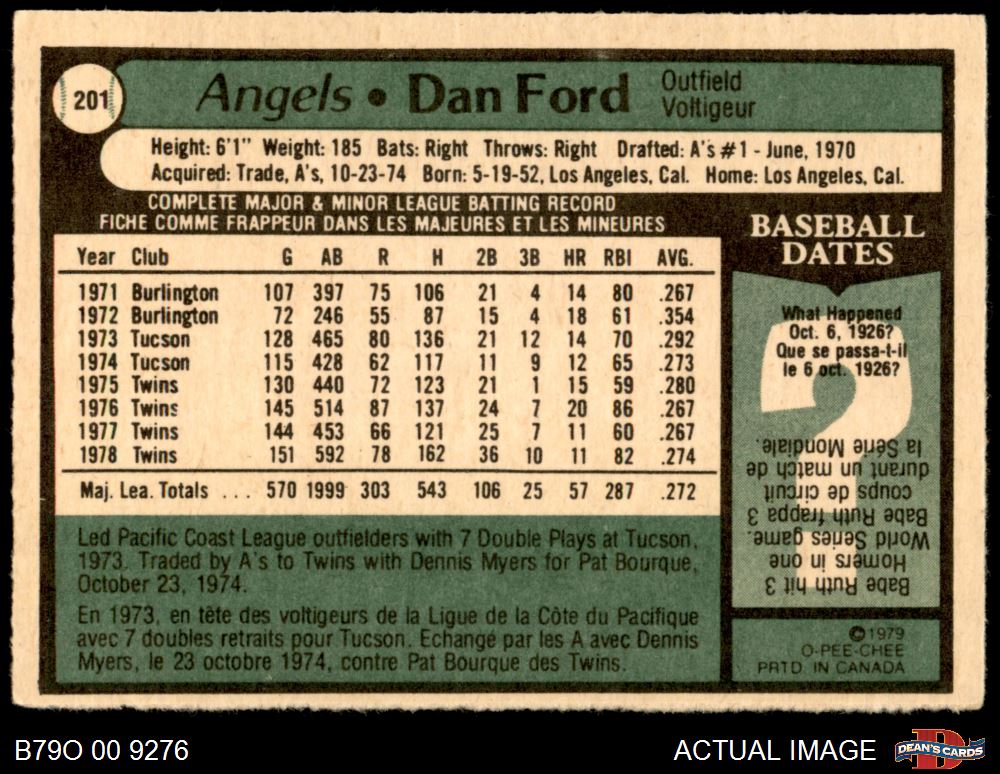 201
Angels • Dan Ford
Outfield
Voltigeur
Height: 6'1" Weight: 185 Bats: Right Throws: Right Drafted: A's #1 - June, 1970
Acquired: Trade, A's, 10-23-74 Born: 5-19-52, Los Angeles, Cal. Home: Los Angeles, Cal.
COMPLETE MAJOR & MINOR LEAGUE BATTING RECORD
FICHE COMME FRAPPEUR DANS LES MAJEURES ET LES MINEURES
Year Club G AB R H 2B 3B HR RBI AVG.
1971 Burlington 107 397 75 106 21 4 14 80 .267
1972 Burlington 72 246 55 87 15 4 18 61 .354
1973 Tucson 128 465 80 136 21 12 14 70 .292
1974 Tucson 115 428 62 117 11 9 12 65 .273
1975 Twins 130 440 72 123 21 1 15 59 .280
1976 Twins 145 514 87 137 24 7 20 86 .267
1977 Twins 144 453 66 121 25 7 11 60 .267
1978 Twins 151 592 78 162 36 10 11 82 .274
Maj. Lea. Totals ... 570 1999 303 543 106 25 57 287 .272
Led Pacific Coast League outfielders with 7 Double Plays at Tucson,
1973. Traded by A's to Twins with Dennis Myers for Pat Bourque,
October 23, 1974.
En 1973, en tête des voltigeurs de la Ligue de la Côte du Pacifique
avec 7 doubles retraits pour Tucson. Echangé par les A avec Dennis
Myers, le 23 octobre 1974, contre Pat Bourque des Twins.
BASEBALL
DATES
What Happened
Oct. 6, 1926?
Que se passa-t-il
le 6 oct. 1926?
Babe Ruth hit 3
Homers in one
World Series game.
Babe Ruth frappa 3
coups de circuit
durant un match de
la Série Mondiale.
©1979
O-PEE-CHEE
PRTD. IN CANADA
B79O 00 9276
ACTUAL IMAGE
DEAN'S CARDS